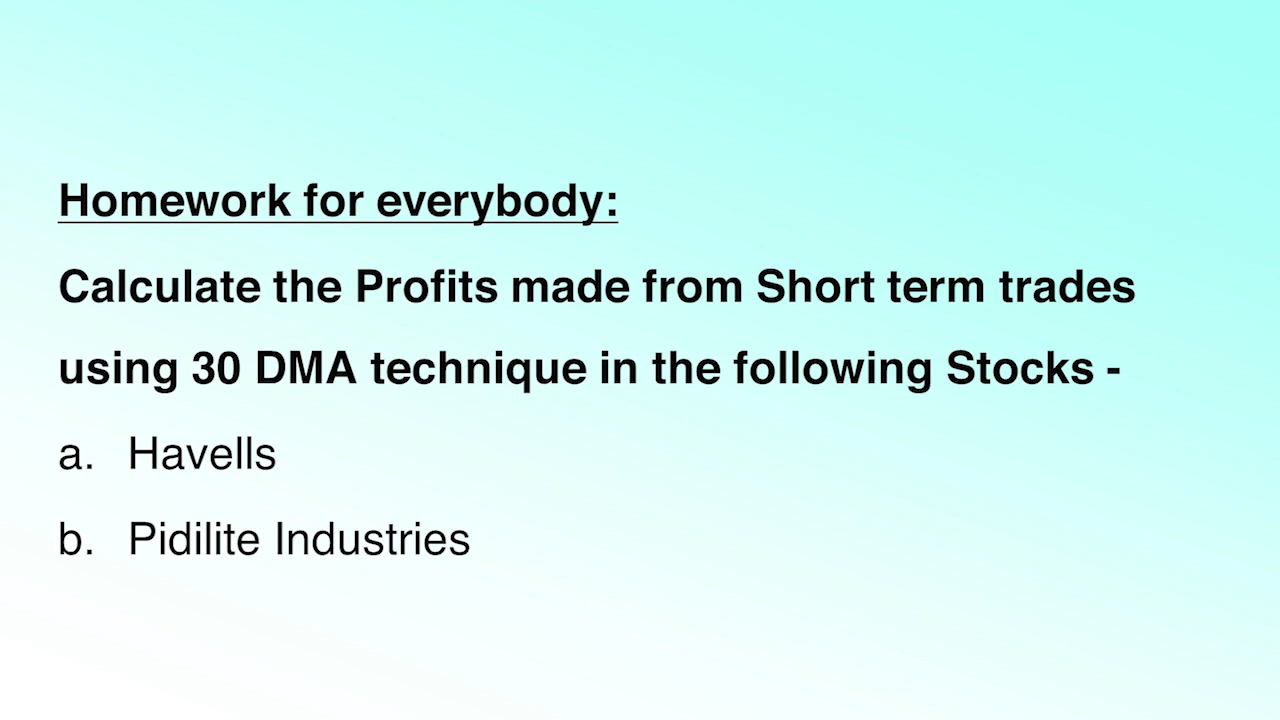 Homework for everybody:
Calculate the Profits made from Short term trades
using 30 DMA technique in the following Stocks -
a. Havells
b. Pidilite Industries